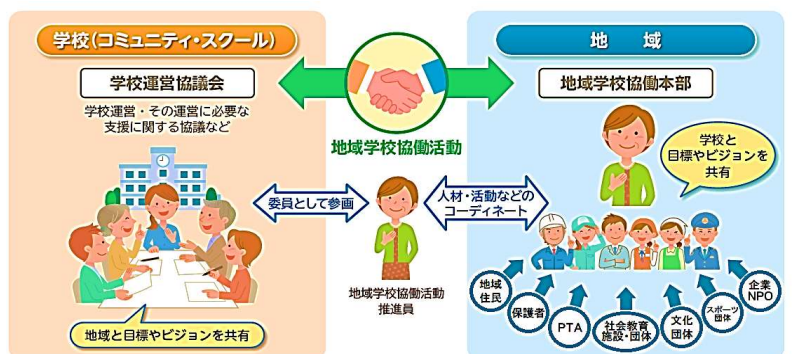 学校(コミュニティ・スクール)
学校運営協議会
学校運営・その運営に必要な
支援に関する協議など
地域と目標やビジョンを共有
地域学校協働活動
委員として参画
地域学校協働活動
推進員
人材・活動などの
コーディネート
地 域
地域学校協働本部
学校と
目標やビジョンを
共有
地域
住民
保護者
PTA
社会教育
施設・団体
文化
団体
スポーツ
団体
企業
NPO